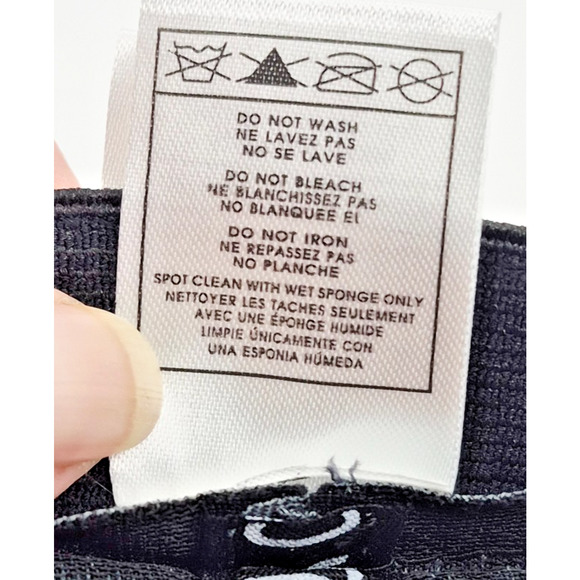 DO NOT WASH
NE LAVEZ PAS
NO SE LAVE
DO NOT BLEACH
NE BLANCHISSEZ PAS
NO BLANQUEE EL
DO NOT IRON
NE REPASSEZ PAS
NO PLANCHE
SPOT CLEAN WITH WET SPONGE ONLY
NETTOYER LES TACHES SEULEMENT
AVEC UNE ÉPONGE HUMIDE
LIMPIE ÚNICAMENTE CON
UNA ESPONIA HÚMEDA